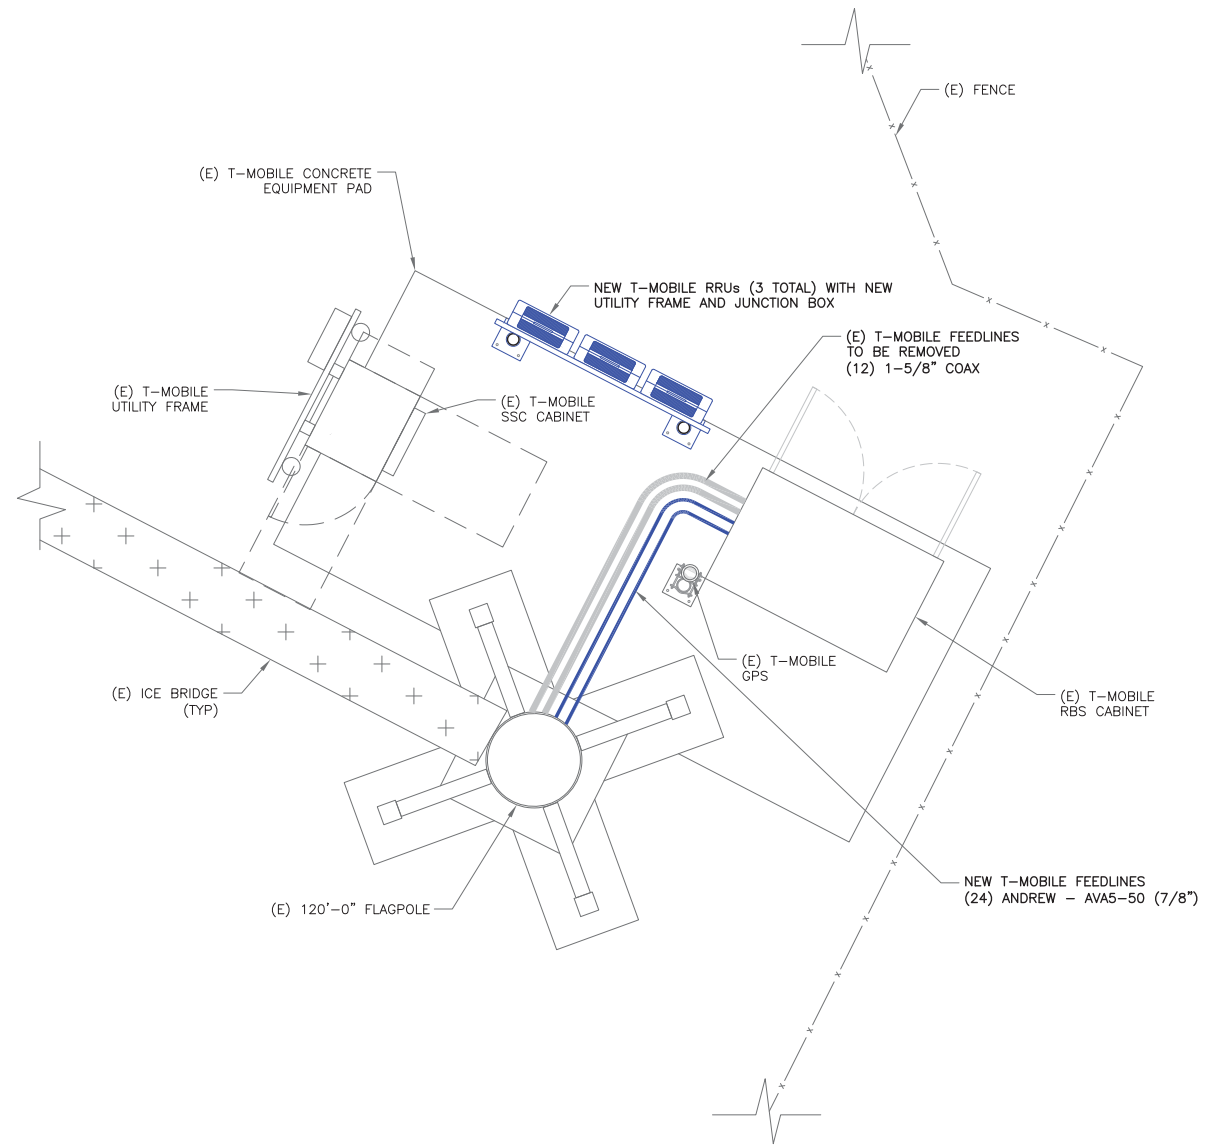 (E) FENCE
(E) T-MOBILE CONCRETE
EQUIPMENT PAD
NEW T-MOBILE RRUs (3 TOTAL) WITH NEW
UTILITY FRAME AND JUNCTION BOX
(E) T-MOBILE FEEDLINES
TO BE REMOVED
(12) 1-5/8" COAX
(E) T-MOBILE
UTILITY FRAME
(E) T-MOBILE
SSC CABINET
(E) T-MOBILE
GPS
(E) ICE BRIDGE
(TYP)
(E) T-MOBILE
RBS CABINET
NEW T-MOBILE FEEDLINES
(24) ANDREW - AVA5-50 (7/8")
(E) 120'-0" FLAGPOLE